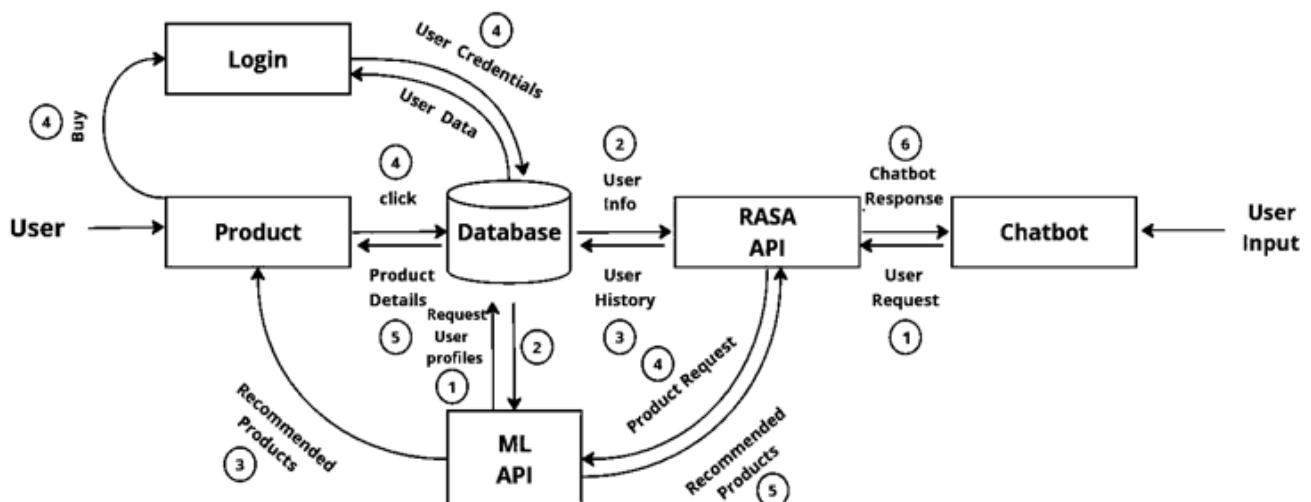 4
Login
User Credentials
User Data
4
Buy
4
click
2
User
Info
6
Chatbot
Response
User
Product
Database
RASA
API
Chatbot
User
Input
Product
Details
5
Request
User
profiles
1
2
User
History
3
4
Product Request
User
Request
1
Recommended
Products
3
ML
API
Recommended
Products
5